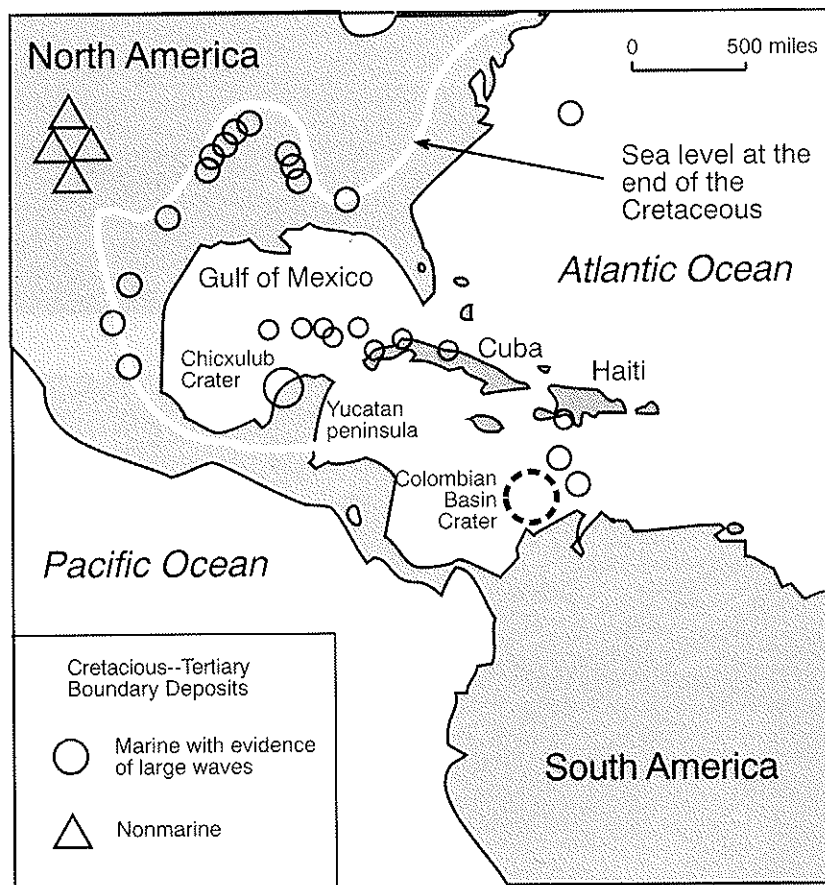 North America
0 500 miles
Sea level at the
end of the
Cretaceous
Gulf of Mexico
Atlantic Ocean
Chicxulub
Crater
Cuba
Haiti
Yucatan
peninsula
Colombian
Basin
Crater
Pacific Ocean
South America
Cretacious--Tertiary
Boundary Deposits
Marine with evidence
of large waves
Nonmarine